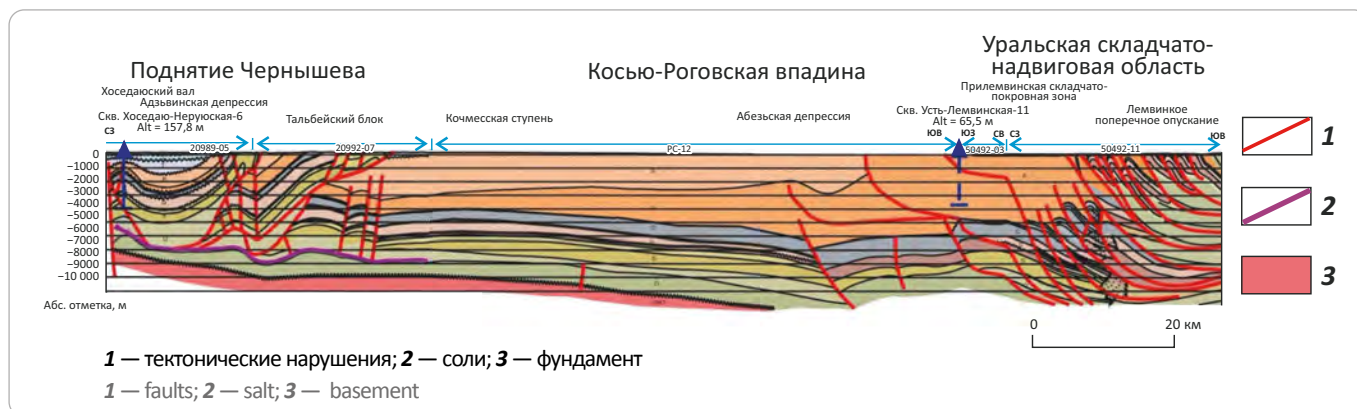 Поднятие Чернышева
Косью-Роговская впадина
Уральская складчато-
надвиговая область
Хоседаюский вал
Адзьвинская депрессия
Скв. Хоседаю-Неруюская-6
Alt = 157,8 м
СЗ
Тальбейский блок
Кочмесская ступень
Абезьская депрессия
Прилемвинская складчато-
покровная зона
Скв. Усть-Лемвинская-11
Alt = 65,5 м
ЮВ ЮЗ СВ СЗ
Лемвинкое
поперечное опускание
ЮВ
20989-05
20992-07
РС-12
50492-03
50492-11
0
−1000
−2000
−3000
−4000
−5000
−6000
−7000
−8000
−9000
−10 000
Абс. отметка, м
1
2
3
0 20 км
1 — тектонические нарушения; 2 — соли; 3 — фундамент
1 — faults; 2 — salt; 3 — basement